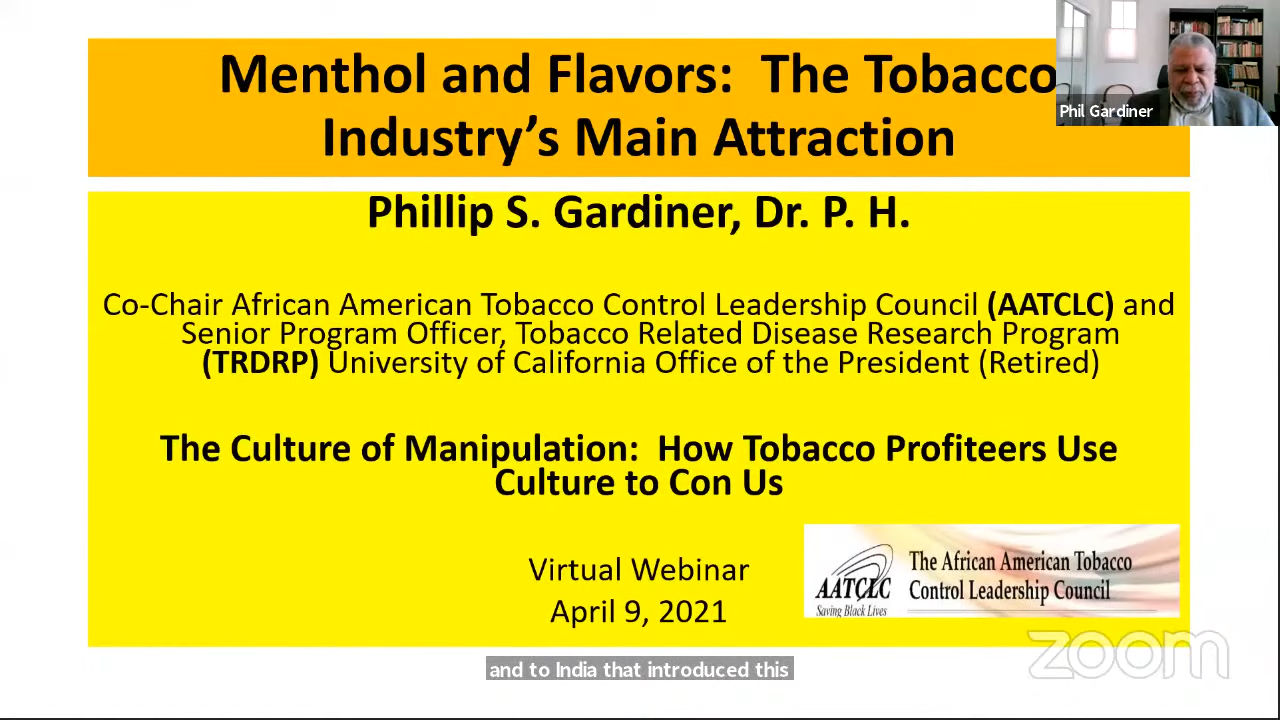 Menthol and Flavors: The Tobacco
Industry's Main Attraction
Phil Gardiner
Phillip S. Gardiner, Dr. P. H.
Co-Chair African American Tobacco Control Leadership Council (AATCLC) and
Senior Program Officer, Tobacco Related Disease Research Program
(TRDRP) University of California Office of the President (Retired)
The Culture of Manipulation: How Tobacco Profiteers Use
Culture to Con Us
Virtual Webinar
April 9, 2021
AATCLC
Saving Black Lives
The African American Tobacco
Control Leadership Council
zoom
and to India that introduced this